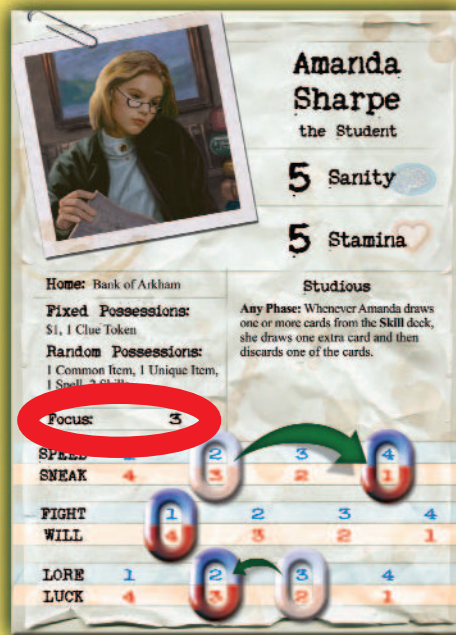 Amanda
Sharpe
the Student
5 Sanity
5 Stamina
Home: Bank of Arkham
Fixed Possessions:
$1, 1 Clue Token
Random Possessions:
1 Common Item, 1 Unique Item,
1 Spell, 2 Skills
Studious
Any Phase: Whenever Amanda draws
one or more cards from the Skill deck,
she draws one extra card and then
discards one of the cards.
Focus: 3
SPEED 1 2 3 4
SNEAK 4 3 2 1
FIGHT 1 2 3 4
WILL 4 3 2 1
LORE 1 2 3 4
LUCK 4 3 2 1